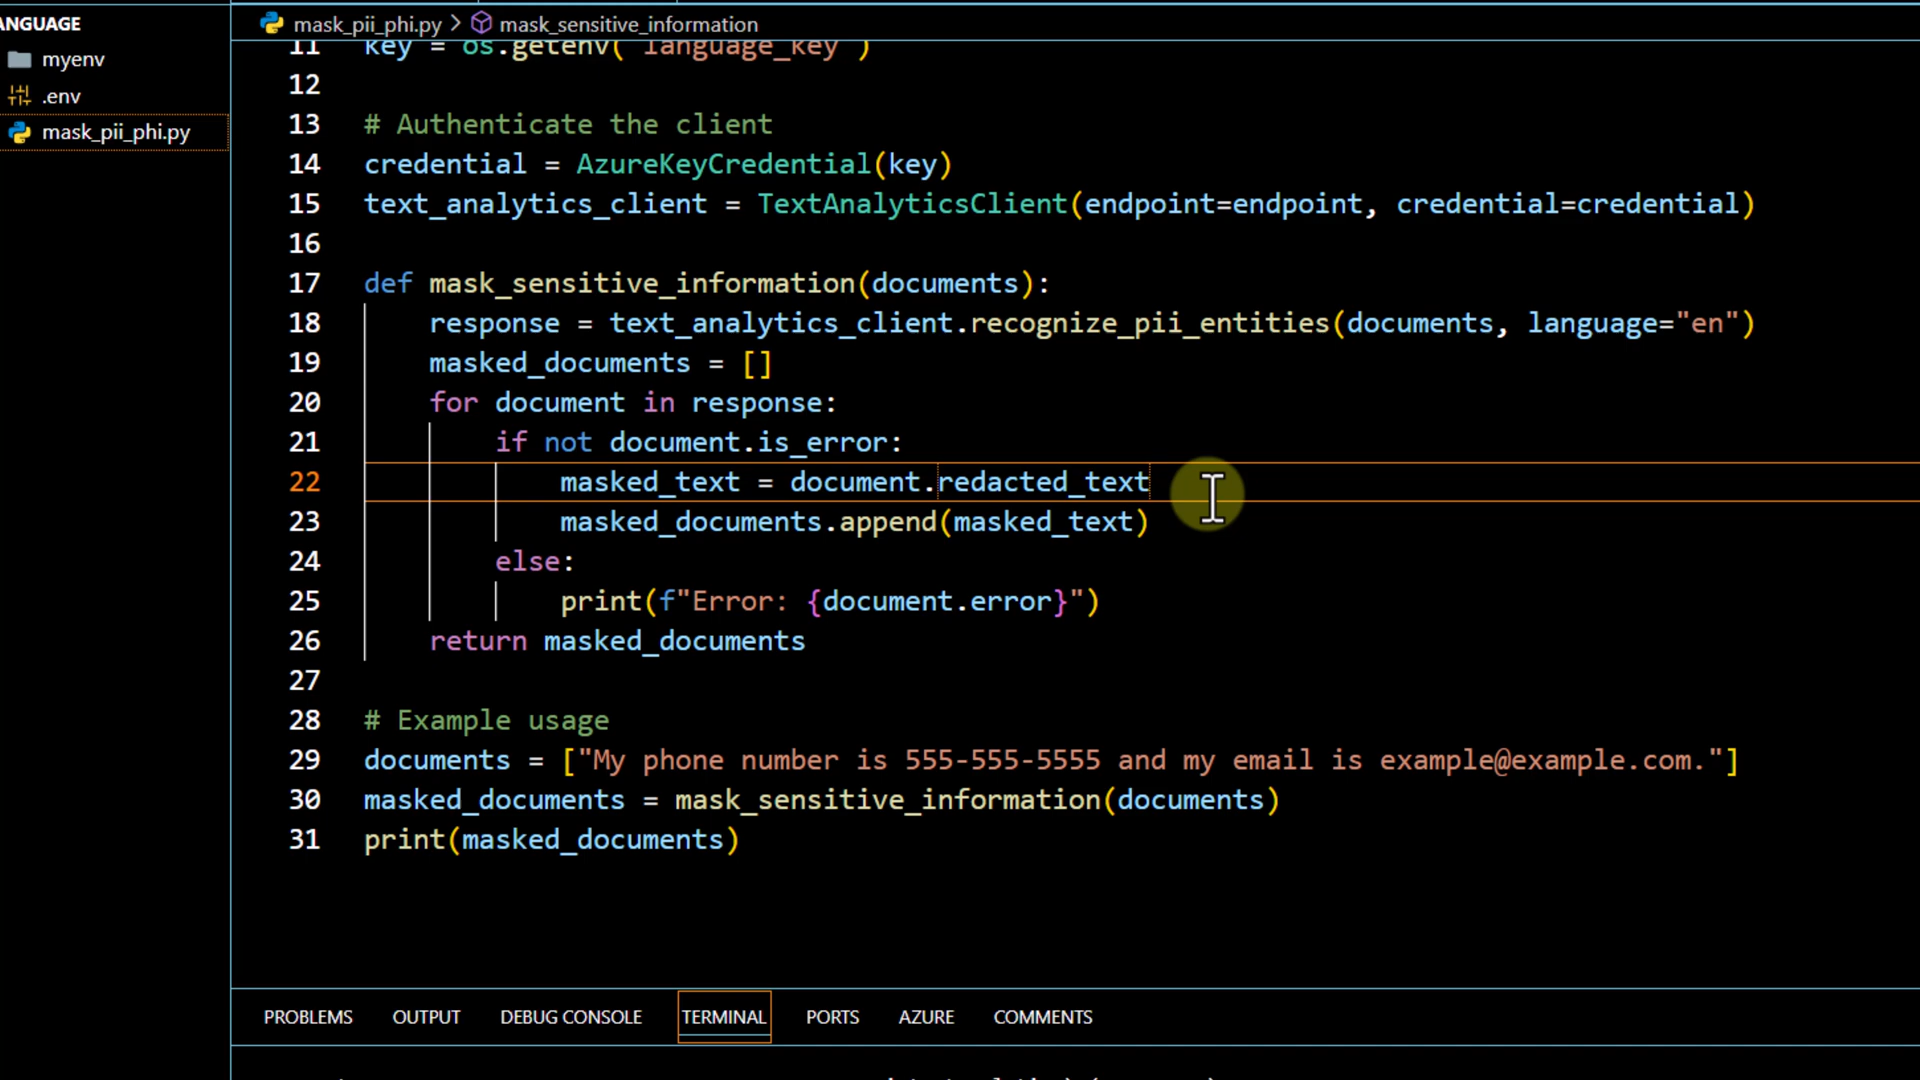 ANGUAGE
myenv
.env
mask_pii_phi.py
mask_pii_phi.py > mask_sensitive_information
11 key = os.getenv("language_key")
12
13 # Authenticate the client
14 credential = AzureKeyCredential(key)
15 text_analytics_client = TextAnalyticsClient(endpoint=endpoint, credential=credential)
16
17 def mask_sensitive_information(documents):
18 response = text_analytics_client.recognize_pii_entities(documents, language="en")
19 masked_documents = []
20 for document in response:
21 if not document.is_error:
22 masked_text = document.redacted_text
23 masked_documents.append(masked_text)
24 else:
25 print(f"Error: {document.error}")
26 return masked_documents
27
28 # Example usage
29 documents = ["My phone number is 555-555-5555 and my email is example@example.com."]
30 masked_documents = mask_sensitive_information(documents)
31 print(masked_documents)
PROBLEMS OUTPUT DEBUG CONSOLE TERMINAL PORTS AZURE COMMENTS